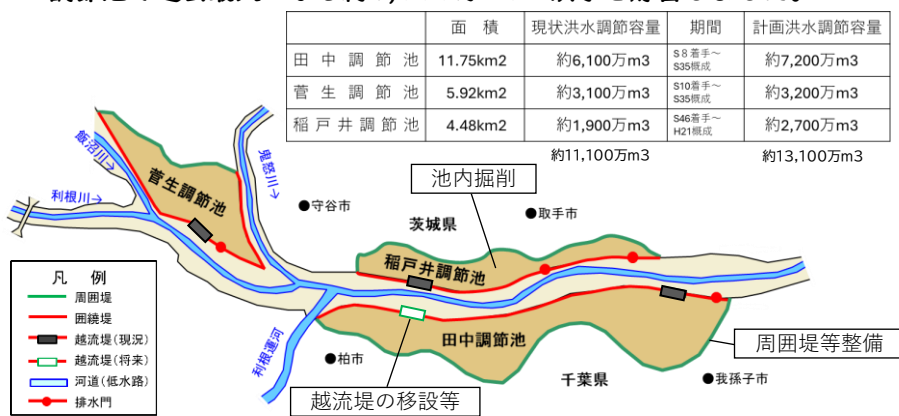 面　積　現状洪水調節容量　期間　計画洪水調節容量
田中調節池　11.75km2　約6,100万m3　S８着手～S35概成　約7,200万m3
菅生調節池　5.92km2　約3,100万m3　S10着手～S35概成　約3,200万m3
稲戸井調節池　4.48km2　約1,900万m3　S46着手～H21概成　約2,700万m3
約11,100万m3　約13,100万m3
飯沼川→
鬼怒川→
池内掘削
菅生調節池
利根川→
●守谷市
茨城県
●取手市
稲戸井調節池
凡　例
周囲堤
囲繞堤
越流堤(現況)
越流堤(将来)
河道(低水路)
排水門
利根運河
●柏市
田中調節池
周囲堤等整備
千葉県
●我孫子市
越流堤の移設等